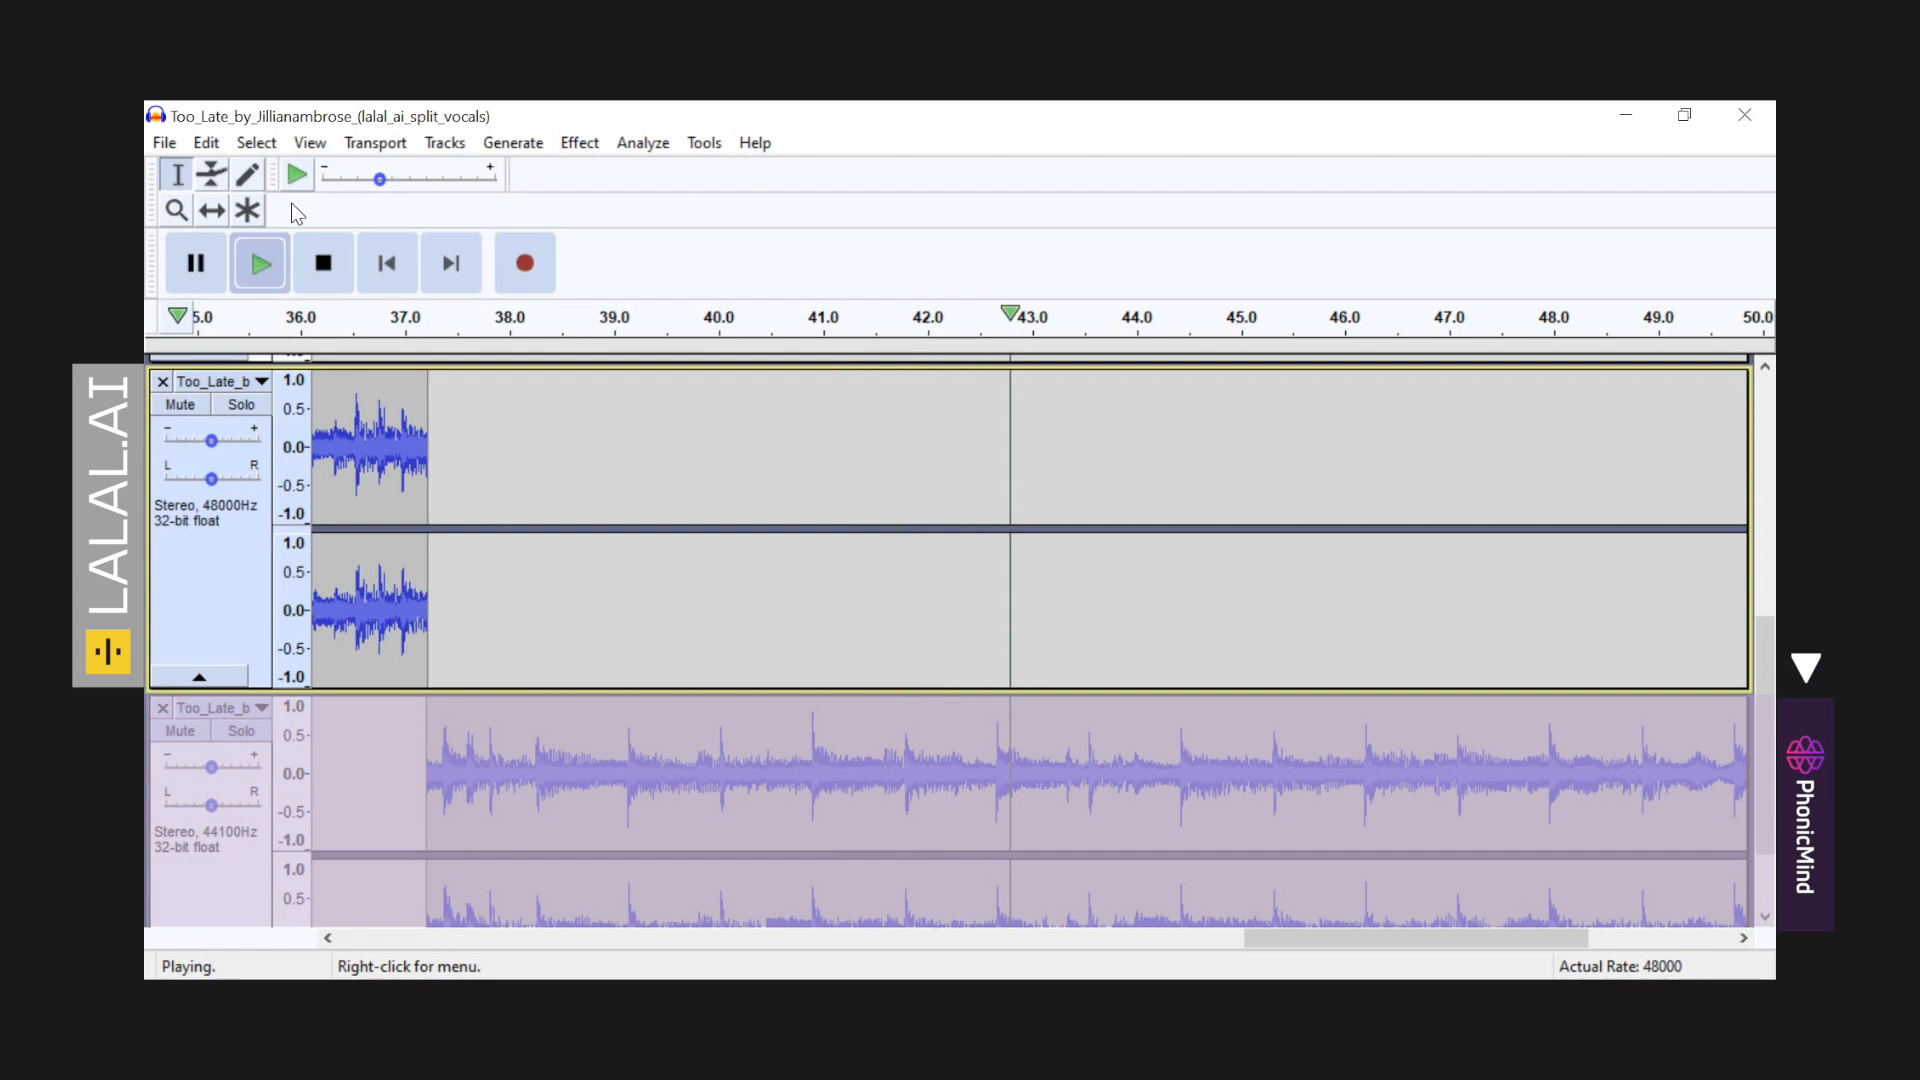 Too_Late_by_Jillianambrose_(lalal_ai_split_vocals)
File Edit Select View Transport Tracks Generate Effect Analyze Tools Help
- +
5.0 36.0 37.0 38.0 39.0 40.0 41.0 42.0 43.0 44.0 45.0 46.0 47.0 48.0 49.0 50.0
LALAL.AI
Too_Late_b
Mute Solo
- +
L R
Stereo, 48000Hz
32-bit float
1.0
0.5
0.0
-0.5
-1.0
1.0
0.5
0.0
-0.5
-1.0
Too_Late_b
Mute Solo
- +
L R
Stereo, 44100Hz
32-bit float
1.0
0.5
0.0
-0.5
-1.0
1.0
0.5
PhonicMind
Playing. Right-click for menu. Actual Rate: 48000